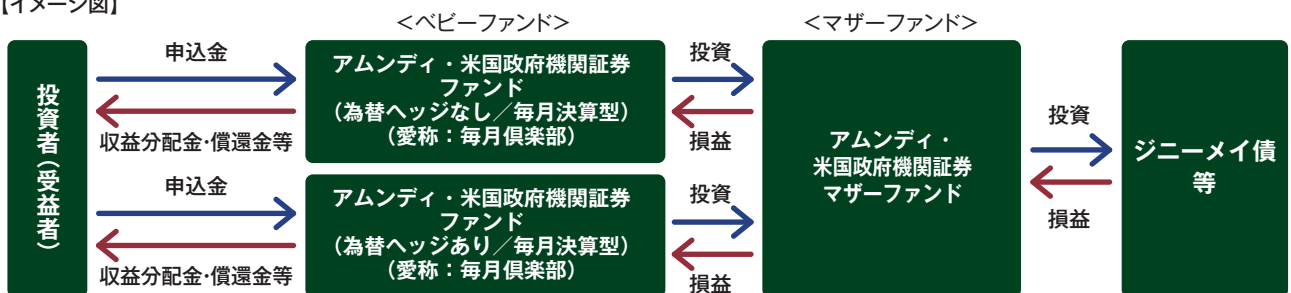 【イメージ図】
＜ベビーファンド＞
＜マザーファンド＞
投資者（受益者）
申込金
収益分配金･償還金等
アムンディ・米国政府機関証券
ファンド
（為替ヘッジなし／毎月決算型）
（愛称：毎月倶楽部）
投資
損益
申込金
収益分配金･償還金等
アムンディ・米国政府機関証券
ファンド
（為替ヘッジあり／毎月決算型）
（愛称：毎月倶楽部）
投資
損益
アムンディ・
米国政府機関証券
マザーファンド
投資
損益
ジニーメイ債
等